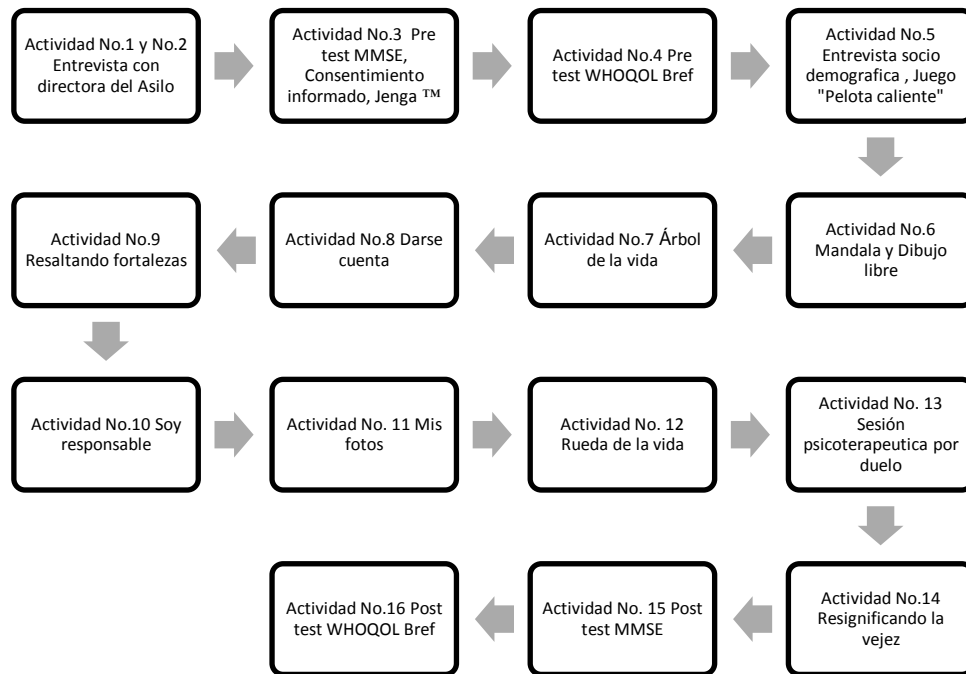 Actividad No.1 y No.2
Entrevista con
directora del Asilo
Actividad No.3  Pre
test MMSE,
Consentimiento
informado, Jenga ™
Actividad No.4 Pre
test WHOQOL Bref
Actividad No.5
Entrevista socio
demografica , Juego
"Pelota caliente"
Actividad No.6
Mandala y Dibujo
libre
Actividad No.7 Árbol
de la vida
Actividad No.8 Darse
cuenta
Actividad No.9
Resaltando fortalezas
Actividad No.10 Soy
responsable
Actividad No. 11 Mis
fotos
Actividad No. 12
Rueda de la vida
Actividad No. 13
Sesión
psicoterapeutica por
duelo
Actividad No.14
Resignificando la
vejez
Actividad No. 15 Post
test MMSE
Actividad No.16 Post
test WHOQOL Bref